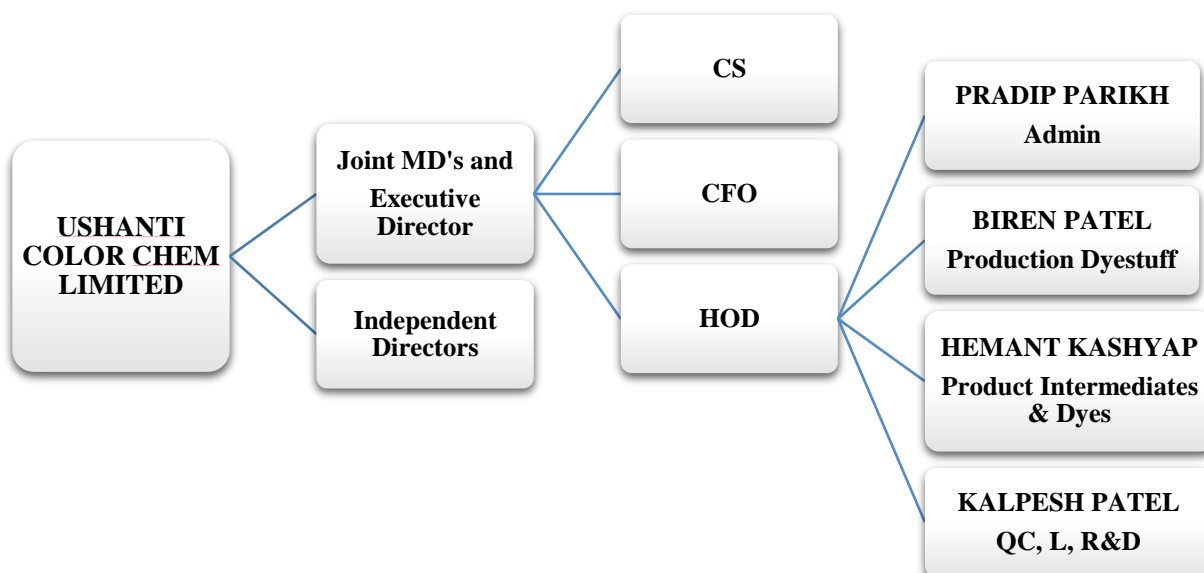 USHANTI
COLOR CHEM
LIMITED
Joint MD's and
Executive
Director
Independent
Directors
CS
CFO
HOD
PRADIP PARIKH
Admin
BIREN PATEL
Production Dyestuff
HEMANT KASHYAP
Product Intermediates
& Dyes
KALPESH PATEL
QC, L, R&D